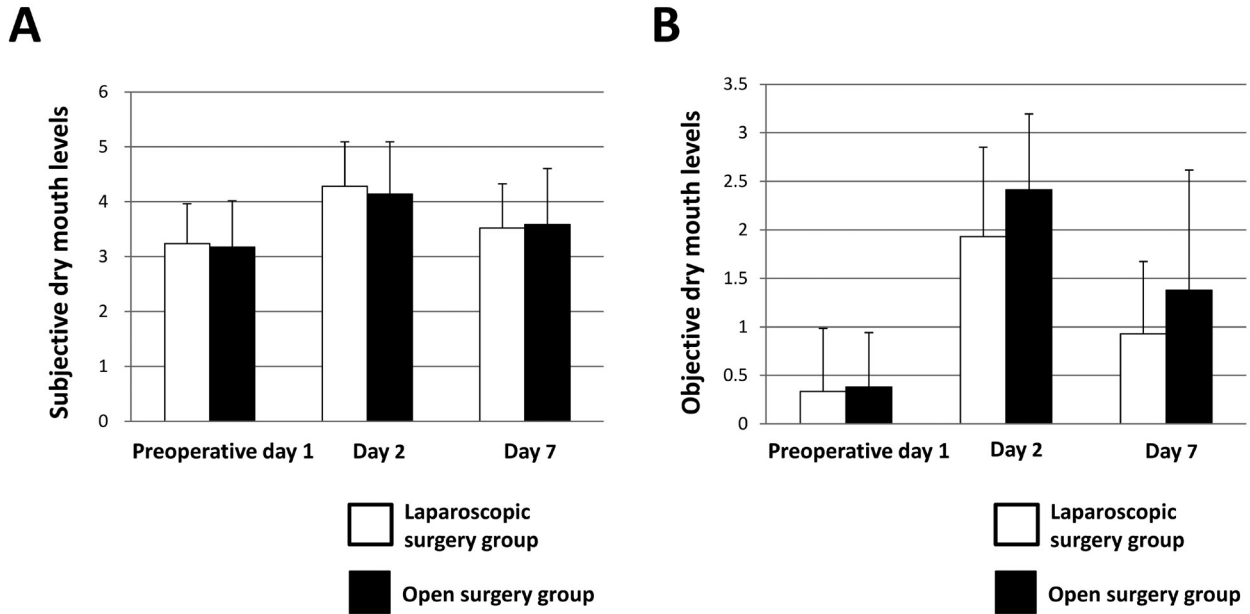 A
Subjective dry mouth levels
6
5
4
3
2
1
0
Preoperative day 1
Day 2
Day 7
Laparoscopic
surgery group
Open surgery group
B
Objective dry mouth levels
3.5
3
2.5
2
1.5
1
0.5
0
Preoperative day 1
Day 2
Day 7
Laparoscopic
surgery group
Open surgery group